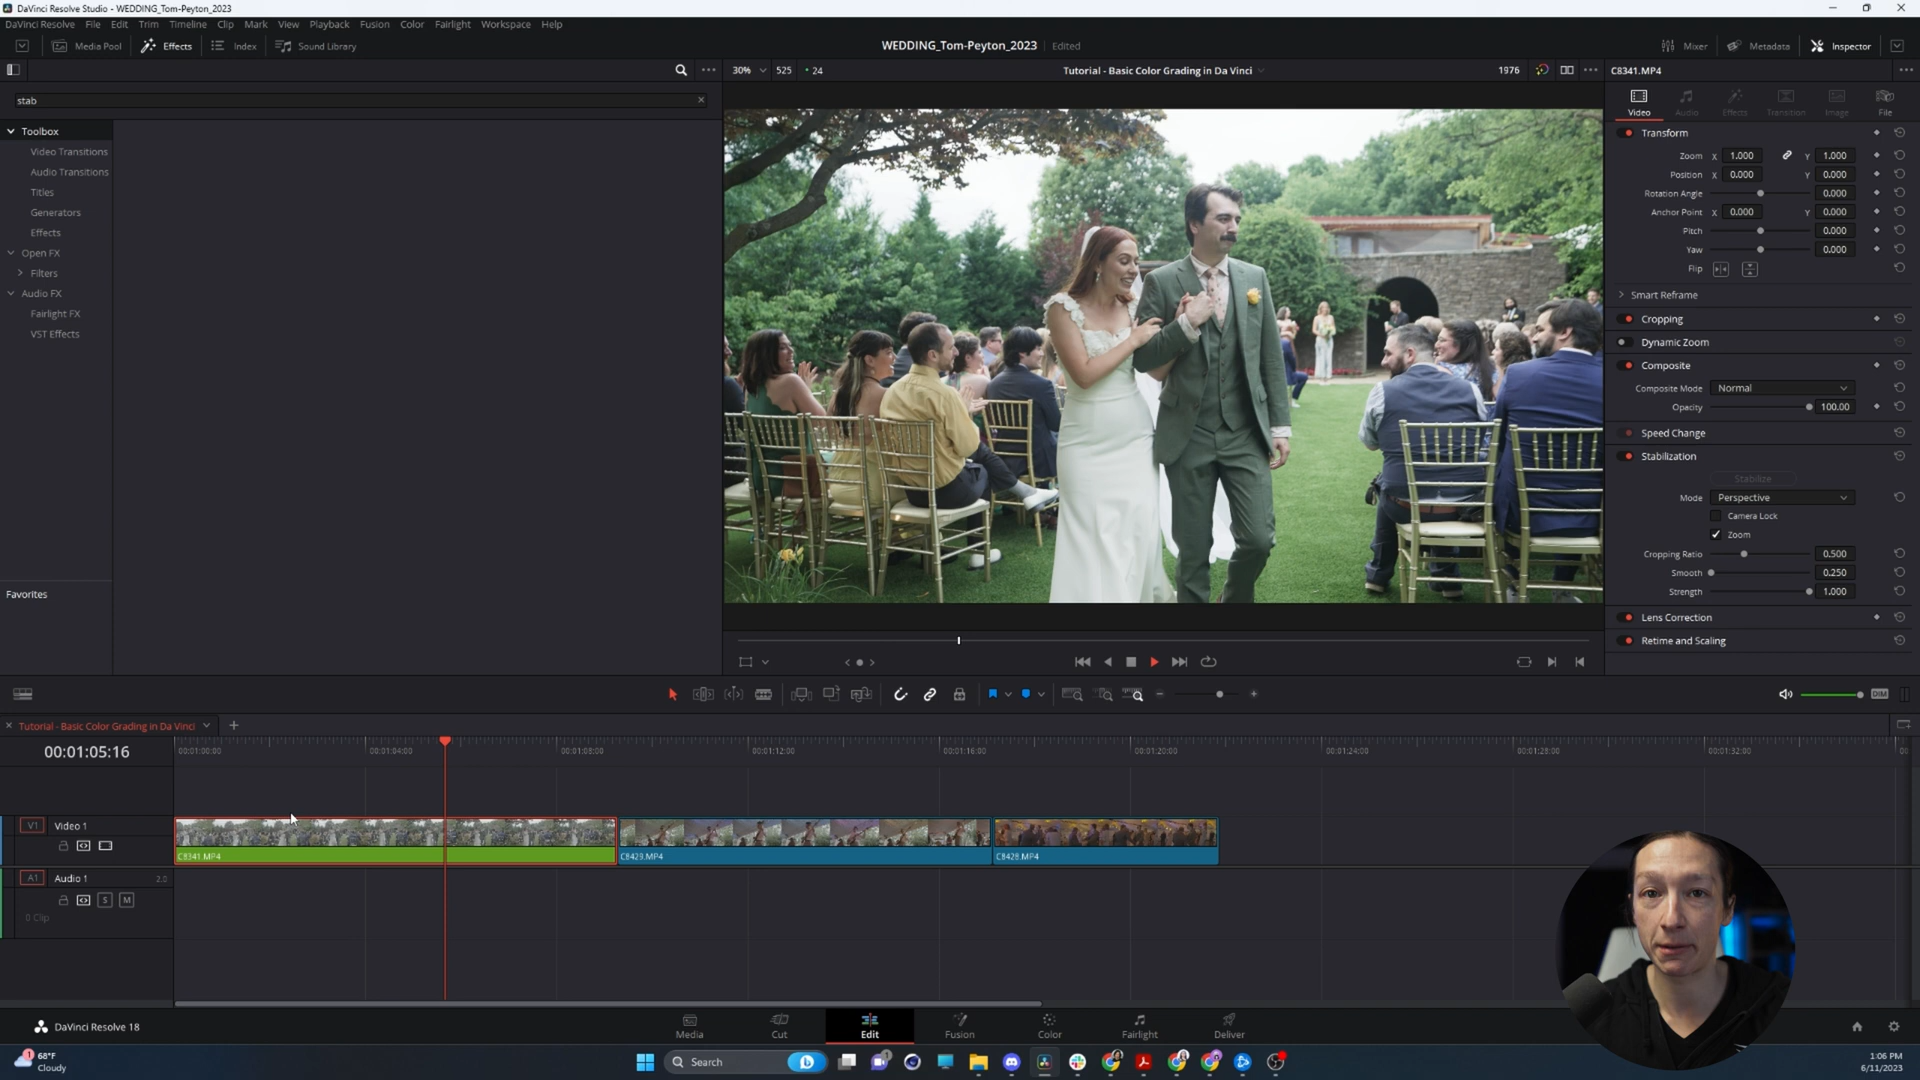 DaVinci Resolve Studio - WEDDING_Tom-Peyton_2023
DaVinci Resolve File Edit Trim Timeline Clip Mark View Playback Fusion Color Fairlight Workspace Help
Media Pool Effects Index Sound Library WEDDING_Tom-Peyton_2023 Edited Mixer Metadata Inspector
30% 525 24 Tutorial - Basic Color Grading in Da Vinci 1976 C8341.MP4
stab
Video Audio Effects Transition Image File
Toolbox
Video Transitions
Audio Transitions
Titles
Generators
Effects
Open FX
Filters
Audio FX
Fairlight FX
VST Effects
Favorites
Transform
Zoom X 1.000 Y 1.000
Position X 0.000 Y 0.000
Rotation Angle 0.000
Anchor Point X 0.000 Y 0.000
Pitch 0.000
Yaw 0.000
Flip
Smart Reframe
Cropping
Dynamic Zoom
Composite
Composite Mode Normal
Opacity 100.00
Speed Change
Stabilization
Stabilize
Mode Perspective
Camera Lock
Zoom
Cropping Ratio 0.500
Smooth 0.250
Strength 1.000
Lens Correction
Retime and Scaling
DIM
Tutorial - Basic Color Grading in Da Vinci
00:01:05:16
00:01:00:00 00:01:04:00 00:01:08:00 00:01:12:00 00:01:16:00 00:01:20:00 00:01:24:00 00:01:28:00 00:01:32:00
V1 Video 1
C8341.MP4 C8429.MP4 C8428.MP4
A1 Audio 1 2.0
S M
0 Clip
DaVinci Resolve 18
Media Cut Edit Fusion Color Fairlight Deliver
1
68°F
Cloudy
Search
1:06 PM
6/11/2023